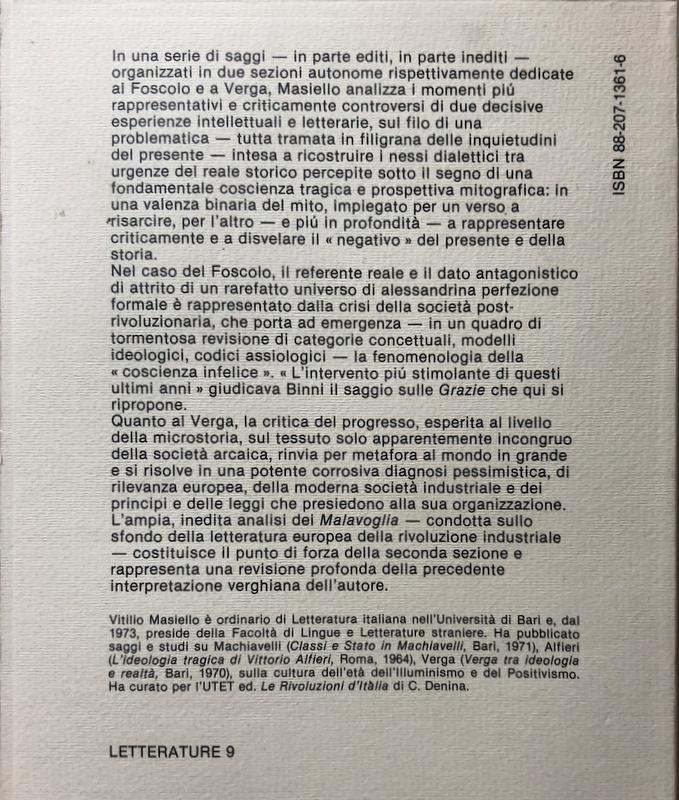 In una serie di saggi — in parte editi, in parte inediti —
organizzati in due sezioni autonome rispettivamente dedicate
al Foscolo e a Verga, Masiello analizza i momenti piú
rappresentativi e criticamente controversi di due decisive
esperienze intellettuali e letterarie, sul filo di una
problematica — tutta tramata in filigrana delle inquietudini
del presente — intesa a ricostruire i nessi dialettici tra
urgenze del reale storico percepite sotto il segno di una
fondamentale coscienza tragica e prospettiva mitografica: in
una valenza binaria del mito, impiegato per un verso a
risarcire, per l'altro — e piú in profondità — a rappresentare
criticamente e a disvelare il « negativo » del presente e della
storia.
Nel caso del Foscolo, il referente reale e il dato antagonistico
di attrito di un rarefatto universo di alessandrina perfezione
formale è rappresentato dalla crisi della società post-
rivoluzionaria, che porta ad emergenza — in un quadro di
tormentosa revisione di categorie concettuali, modelli
ideologici, codici assiologici — la fenomenologia della
« coscienza infelice ». « L'intervento piú stimolante di questi
ultimi anni » giudicava Binni il saggio sulle Grazie che qui si
ripropone.
Quanto al Verga, la critica del progresso, esperita al livello
della microstoria, sul tessuto solo apparentemente incongruo
della società arcaica, rinvia per metafora al mondo in grande
e si risolve in una potente corrosiva diagnosi pessimistica, di
rilevanza europea, della moderna società industriale e dei
principi e delle leggi che presiedono alla sua organizzazione.
L'ampia, inedita analisi dei Malavoglia — condotta sullo
sfondo della letteratura europea della rivoluzione industriale
— costituisce il punto di forza della seconda sezione e
rappresenta una revisione profonda della precedente
interpretazione verghiana dell'autore.
Vitilio Masiello è ordinario di Letteratura italiana nell'Università di Bari e, dal
1973, preside della Facoltà di Lingue e Letterature straniere. Ha pubblicato
saggi e studi su Machiavelli (Classi e Stato in Machiavelli, Bari, 1971), Alfieri
(L'ideologia tragica di Vittorio Alfieri, Roma, 1964), Verga (Verga tra ideologia
e realtà, Bari, 1970), sulla cultura dell'età dell'Illuminismo e del Positivismo.
Ha curato per l'UTET ed. Le Rivoluzioni d'Itàlia di C. Denina.
LETTERATURE 9
ISBN 88-207-1361-6